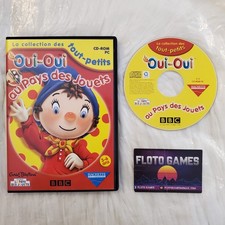 La collection des
tout-petits
CD-ROM
PC
Oui-Oui
au Pays des Jouets
Enid Blyton
BBC
HACHETTE
La collection des
tout-petits
Oui-Oui
au Pays des Jouets
BBC
FLOTO GAMES